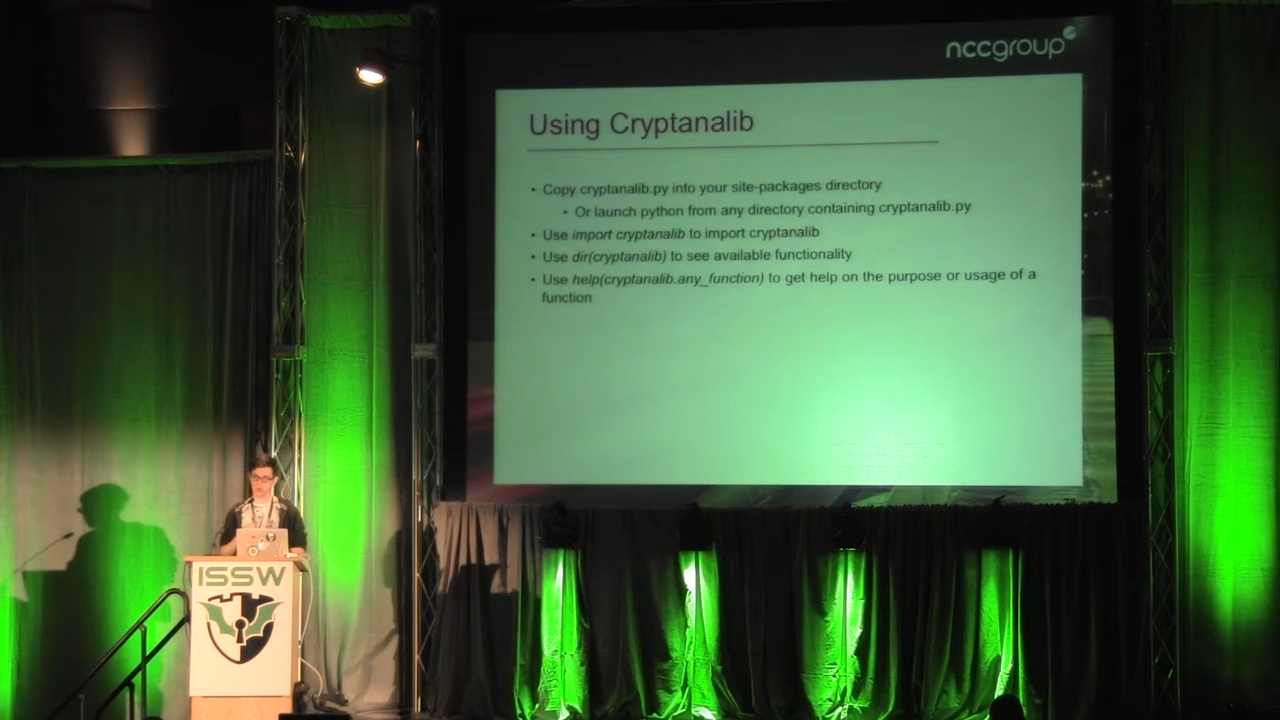 nccgroup
Using Cryptanalib
• Copy cryptanalib.py into your site-packages directory
• Or launch python from any directory containing cryptanalib.py
• Use import cryptanalib to import cryptanalib
• Use dir(cryptanalib) to see available functionality
• Use help(cryptanalib.any_function) to get help on the purpose or usage of a
function
ISSW